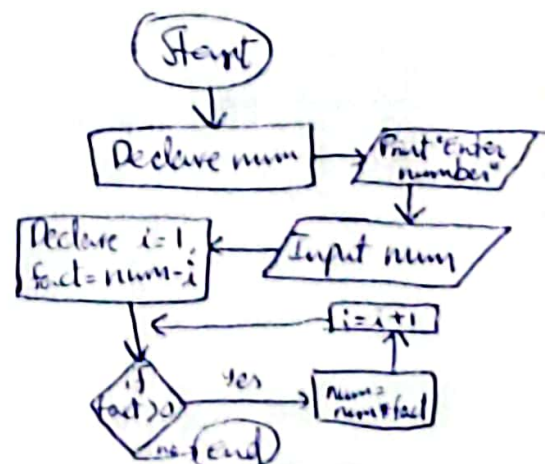 Start
Declare num
Print "Enter
number"
Input num
Declare i=1,
fact=num-i
i=i+1
if
fact>0
Yes
num=
num*fact
no
end